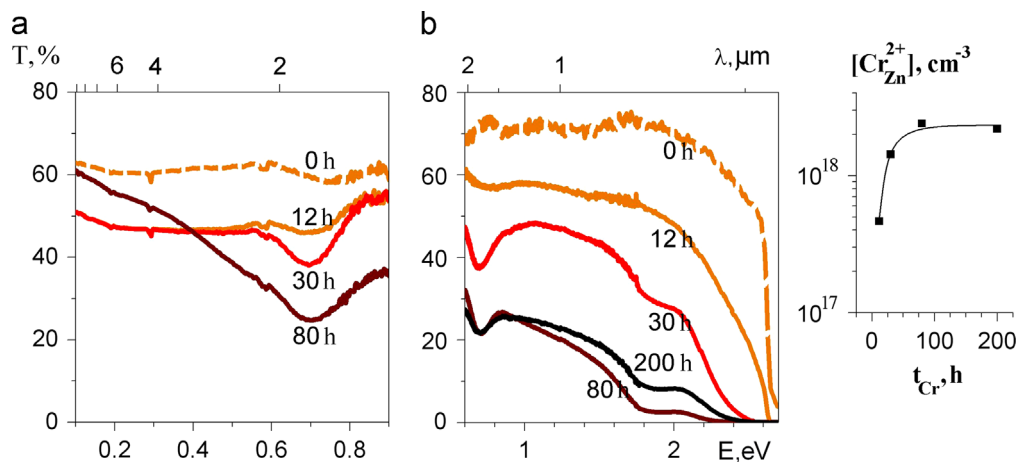 a
T, %
6 4 2
80
60
40
20
0
0 h
12 h
30 h
80 h
0.2 0.4 0.6 0.8
b
2 1 λ, μm
80
60
40
20
0
0 h
12 h
30 h
200 h
80 h
1 2 E,eV
[Cr²⁺Zn], cm⁻³
10¹⁸
10¹⁷
0 100 200
tCr, h